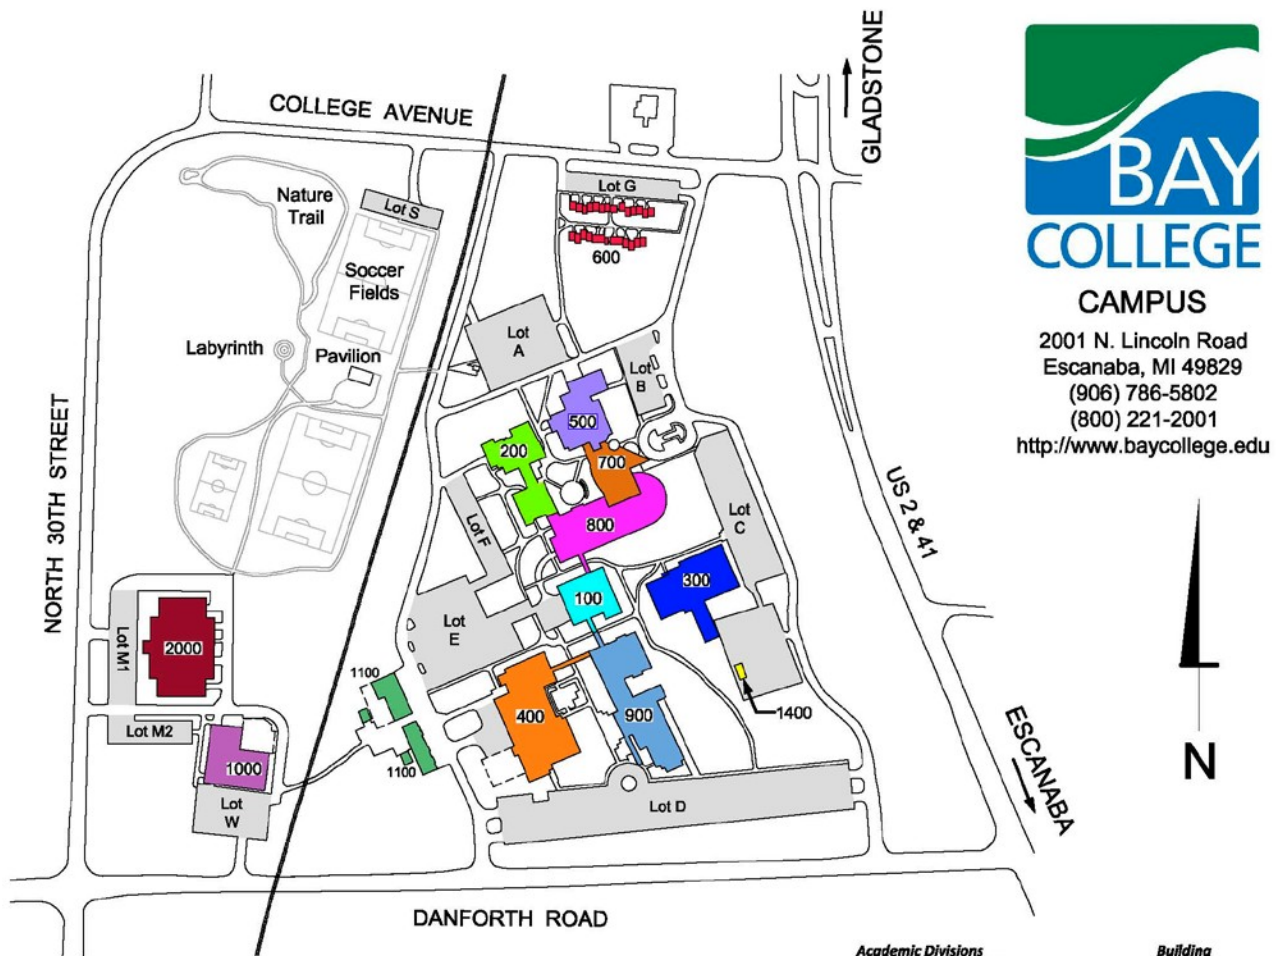 COLLEGE AVENUE
GLADSTONE
BAY
COLLEGE
CAMPUS
2001 N. Lincoln Road
Escanaba, MI 49829
(906) 786-5802
(800) 221-2001
http://www.baycollege.edu
Nature
Trail
Lot S
Lot G
600
Soccer
Fields
Labyrinth
Pavilion
Lot
A
Lot
B
500
200
700
NORTH 30TH STREET
US 2 & 41
Lot F
800
Lot
C
300
100
Lot
E
Lot M1
2000
1100
400
900
1400
Lot M2
1000
1100
Lot
W
Lot D
ESCANABA
N
DANFORTH ROAD
Academic Divisions
Building